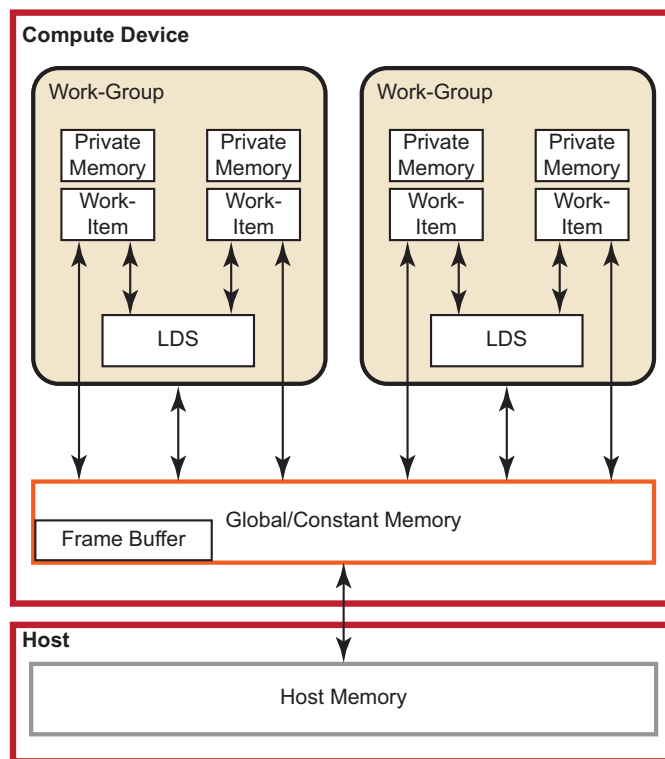 Compute Device
Work-Group
Private
Memory
Work-
Item
Private
Memory
Work-
Item
LDS
Work-Group
Private
Memory
Work-
Item
Private
Memory
Work-
Item
LDS
Global/Constant Memory
Frame Buffer
Host
Host Memory